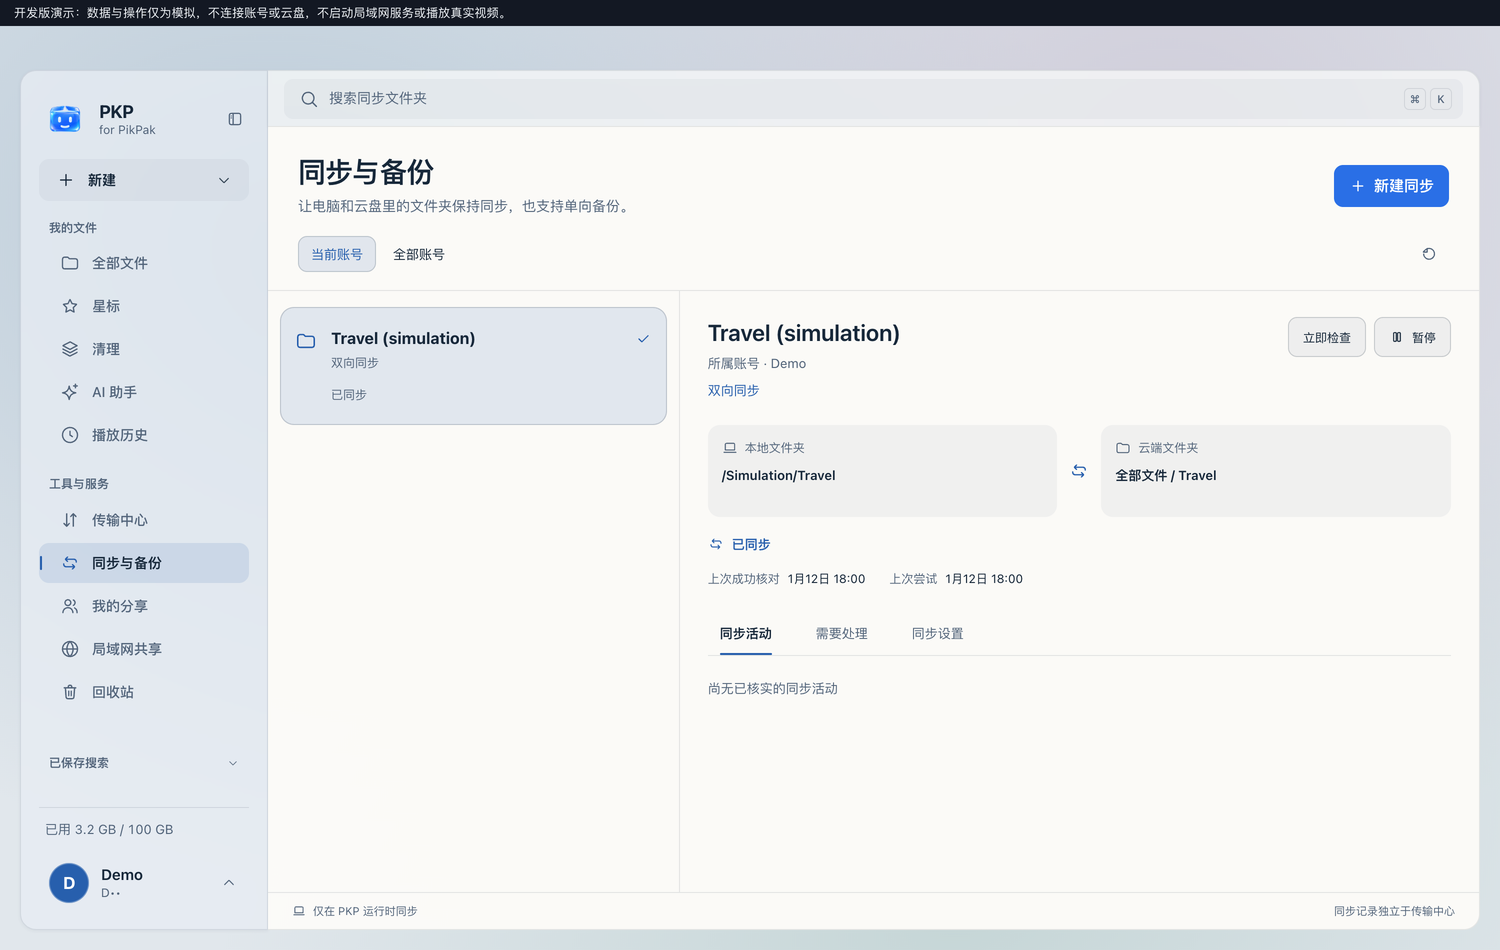 开发版演示：数据与操作仅为模拟，不连接账号或云盘，不启动局域网服务或播放真实视频。
PKP
for PikPak
新建
我的文件
全部文件
星标
清理
AI 助手
播放历史
工具与服务
传输中心
同步与备份
我的分享
局域网共享
回收站
已保存搜索
已用 3.2 GB / 100 GB
D
Demo
D··
搜索同步文件夹
⌘ K
同步与备份
让电脑和云盘里的文件夹保持同步，也支持单向备份。
新建同步
当前账号 全部账号
Travel (simulation)
双向同步
已同步
Travel (simulation)
立即检查 暂停
所属账号 · Demo
双向同步
本地文件夹
/Simulation/Travel
云端文件夹
全部文件 / Travel
已同步
上次成功核对 1月12日 18:00 上次尝试 1月12日 18:00
同步活动 需要处理 同步设置
尚无已核实的同步活动
仅在 PKP 运行时同步
同步记录独立于传输中心